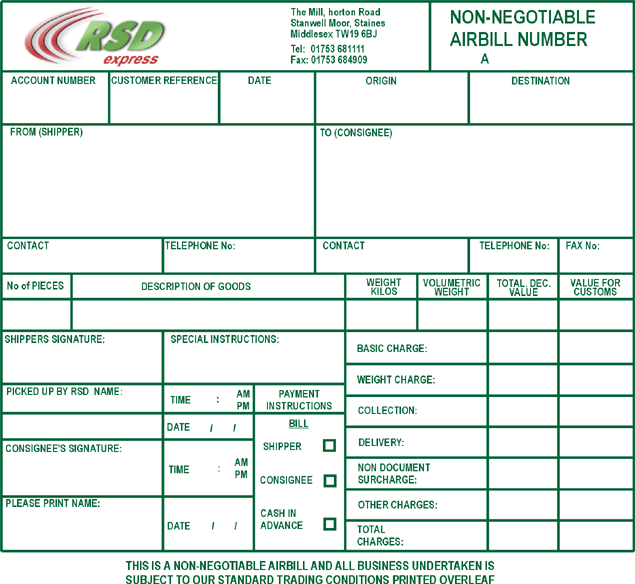 RSD
express
The Mill, horton Road
Stanwell Moor, Staines
Middlesex TW19 6BJ
Tel: 01753 681111
Fax: 01753 684909
NON-NEGOTIABLE
AIRBILL NUMBER
A
ACCOUNT NUMBER CUSTOMER REFERENCE DATE ORIGIN DESTINATION
FROM (SHIPPER) TO (CONSIGNEE)
CONTACT TELEPHONE No: CONTACT TELEPHONE No: FAX No:
No of PIECES DESCRIPTION OF GOODS WEIGHT KILOS VOLUMETRIC WEIGHT TOTAL. DEC. VALUE VALUE FOR CUSTOMS
SHIPPERS SIGNATURE: SPECIAL INSTRUCTIONS:
BASIC CHARGE:
WEIGHT CHARGE:
COLLECTION:
DELIVERY:
NON DOCUMENT
SURCHARGE:
OTHER CHARGES:
TOTAL
CHARGES:
PICKED UP BY RSD NAME:
TIME : AM PM
DATE / /
PAYMENT
INSTRUCTIONS
BILL
SHIPPER
CONSIGNEE
CASH IN
ADVANCE
CONSIGNEE'S SIGNATURE:
TIME : AM PM
PLEASE PRINT NAME:
DATE / /
THIS IS A NON-NEGOTIABLE AIRBILL AND ALL BUSINESS UNDERTAKEN IS
SUBJECT TO OUR STANDARD TRADING CONDITIONS PRINTED OVERLEAF